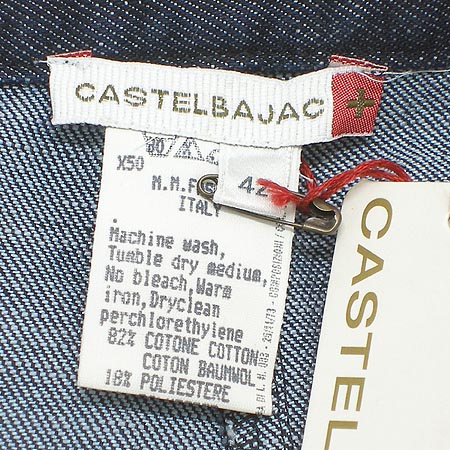 CASTELBAJAC
30
X50
42
M.M.F
ITALY
Machine wash,
Tumble dry medium,
No bleach,Warm
iron,Dryclean
perchlorethylene
82% COTONE COTTON
COTON BAUMWOL
18% POLIESTERE
CASTEL